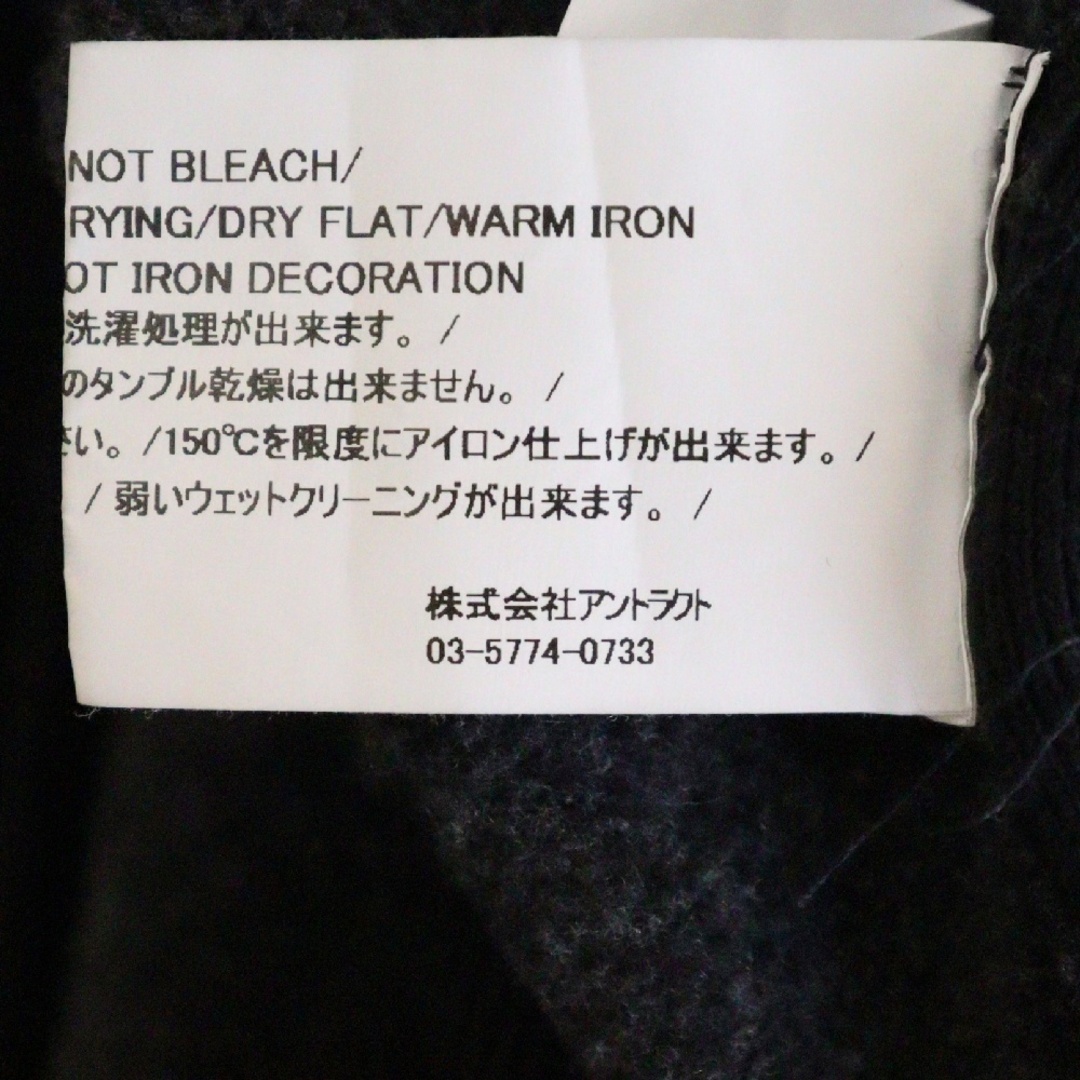 NOT BLEACH/
RYING/DRY FLAT/WARM IRON
OT IRON DECORATION
洗濯処理が出来ます。/
のタンブル乾燥は出来ません。/
さい。/150℃を限度にアイロン仕上げが出来ます。/
/ 弱いウェットクリーニングが出来ます。/
株式会社アントラクト
03-5774-0733